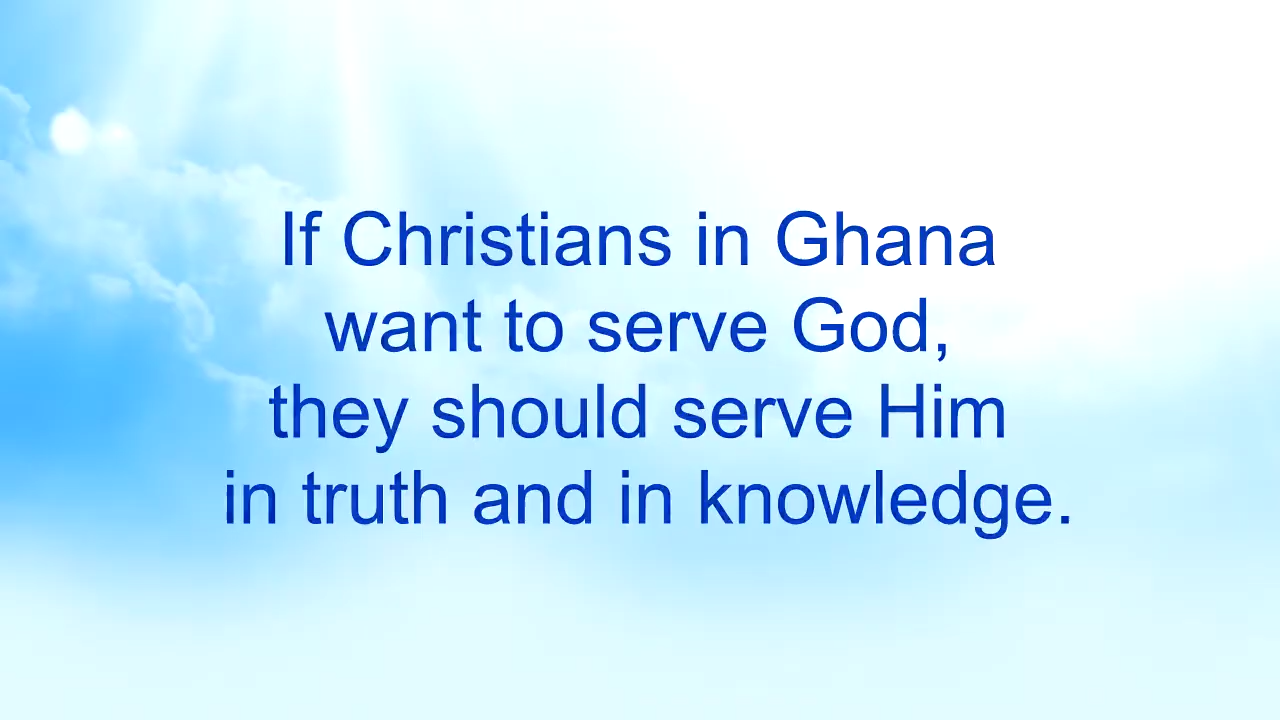 If Christians in Ghana
want to serve God,
they should serve Him
in truth and in knowledge.